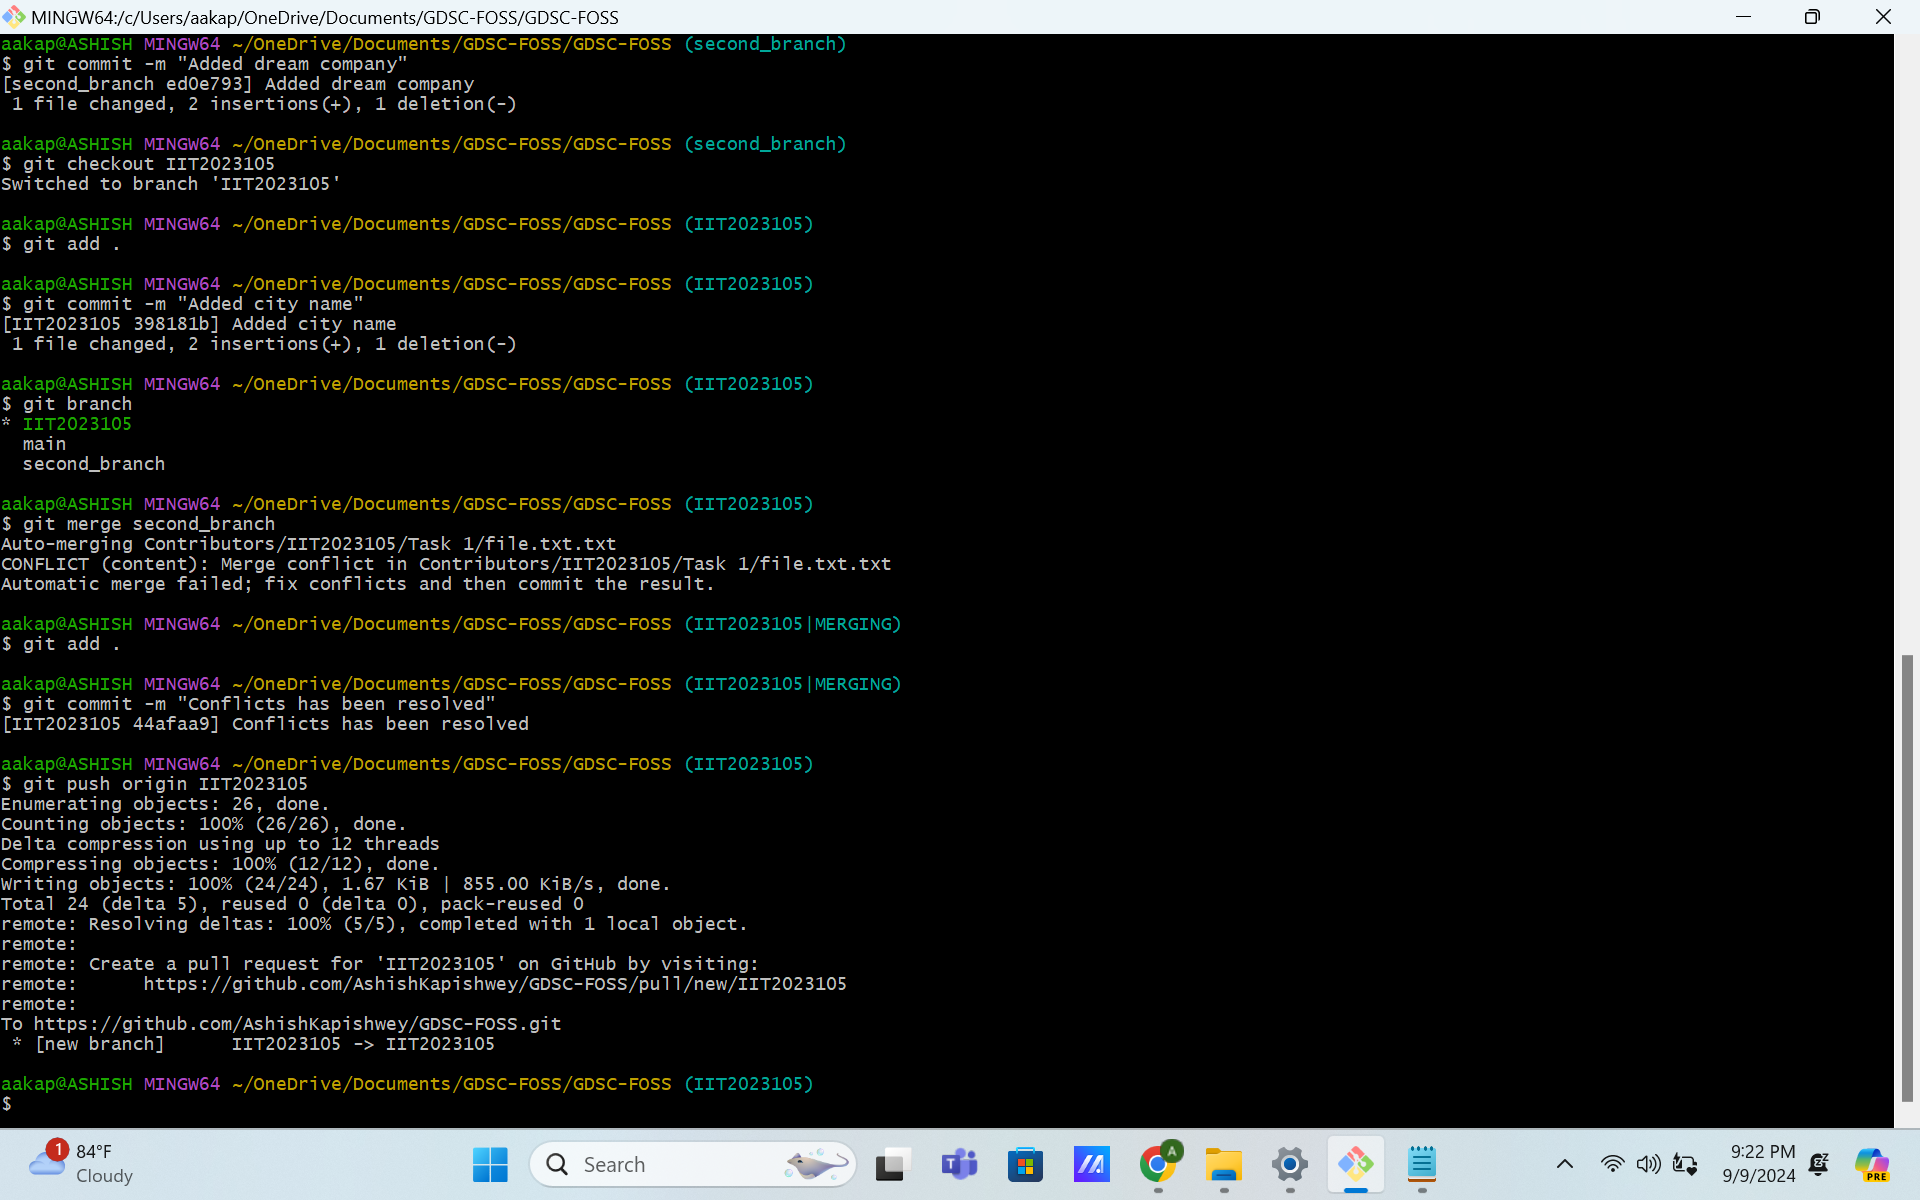 MINGW64:/c/Users/aakap/OneDrive/Documents/GDSC-FOSS/GDSC-FOSS
aakap@ASHISH MINGW64 ~/OneDrive/Documents/GDSC-FOSS/GDSC-FOSS (second_branch)
$ git commit -m "Added dream company"
[second_branch ed0e793] Added dream company
 1 file changed, 2 insertions(+), 1 deletion(-)

aakap@ASHISH MINGW64 ~/OneDrive/Documents/GDSC-FOSS/GDSC-FOSS (second_branch)
$ git checkout IIT2023105
Switched to branch 'IIT2023105'

aakap@ASHISH MINGW64 ~/OneDrive/Documents/GDSC-FOSS/GDSC-FOSS (IIT2023105)
$ git add .

aakap@ASHISH MINGW64 ~/OneDrive/Documents/GDSC-FOSS/GDSC-FOSS (IIT2023105)
$ git commit -m "Added city name"
[IIT2023105 398181b] Added city name
 1 file changed, 2 insertions(+), 1 deletion(-)

aakap@ASHISH MINGW64 ~/OneDrive/Documents/GDSC-FOSS/GDSC-FOSS (IIT2023105)
$ git branch
* IIT2023105
  main
  second_branch

aakap@ASHISH MINGW64 ~/OneDrive/Documents/GDSC-FOSS/GDSC-FOSS (IIT2023105)
$ git merge second_branch
Auto-merging Contributors/IIT2023105/Task 1/file.txt.txt
CONFLICT (content): Merge conflict in Contributors/IIT2023105/Task 1/file.txt.txt
Automatic merge failed; fix conflicts and then commit the result.

aakap@ASHISH MINGW64 ~/OneDrive/Documents/GDSC-FOSS/GDSC-FOSS (IIT2023105|MERGING)
$ git add .

aakap@ASHISH MINGW64 ~/OneDrive/Documents/GDSC-FOSS/GDSC-FOSS (IIT2023105|MERGING)
$ git commit -m "Conflicts has been resolved"
[IIT2023105 44afaa9] Conflicts has been resolved

aakap@ASHISH MINGW64 ~/OneDrive/Documents/GDSC-FOSS/GDSC-FOSS (IIT2023105)
$ git push origin IIT2023105
Enumerating objects: 26, done.
Counting objects: 100% (26/26), done.
Delta compression using up to 12 threads
Compressing objects: 100% (12/12), done.
Writing objects: 100% (24/24), 1.67 KiB | 855.00 KiB/s, done.
Total 24 (delta 5), reused 0 (delta 0), pack-reused 0
remote: Resolving deltas: 100% (5/5), completed with 1 local object.
remote:
remote: Create a pull request for 'IIT2023105' on GitHub by visiting:
remote:      https://github.com/AshishKapishwey/GDSC-FOSS/pull/new/IIT2023105
remote:
To https://github.com/AshishKapishwey/GDSC-FOSS.git
 * [new branch]      IIT2023105 -> IIT2023105

aakap@ASHISH MINGW64 ~/OneDrive/Documents/GDSC-FOSS/GDSC-FOSS (IIT2023105)
$
1
84°F
Cloudy
Search
A
9:22 PM
9/9/2024
PRE